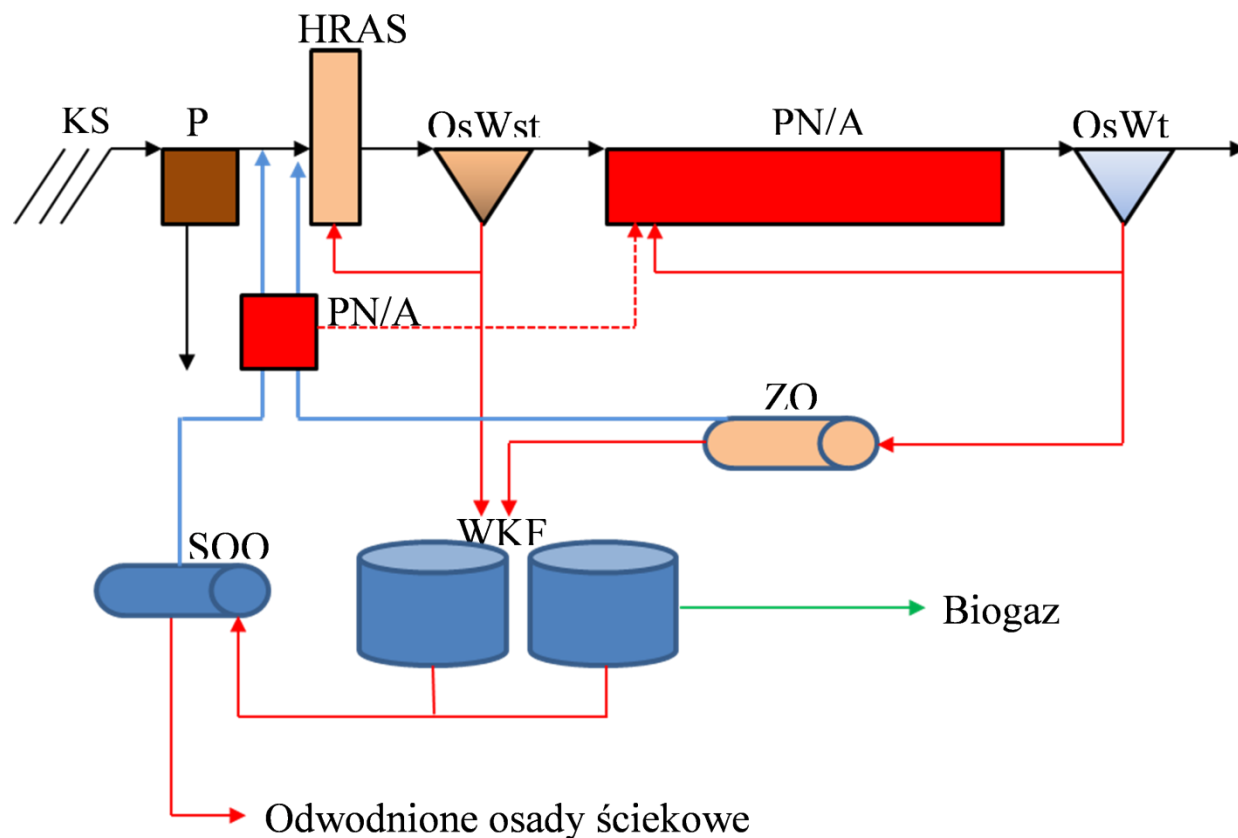 HRAS
KS
P
OsWst
PN/A
OsWt
PN/A
ZO
WKF
SOO
Biogaz
Odwodnione osady ściekowe